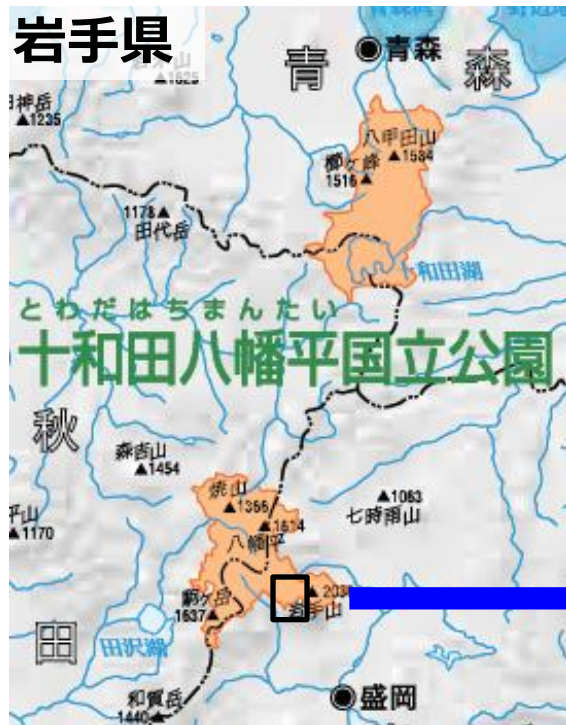 岩手県
青森
青森
▲1625
▲1235
八甲田山
▲1584
櫛ヶ峰
1516▲
1178▲
田代岳
十和田湖
とわだはちまんたい
十和田八幡平国立公園
秋
森吉山
▲1454
焼山
▲1366
▲1614
八幡平
▲1063
七時雨山
▲1170
岩手山
駒ヶ岳
1637▲
田
田沢湖
和賀岳
1440▲
盛岡